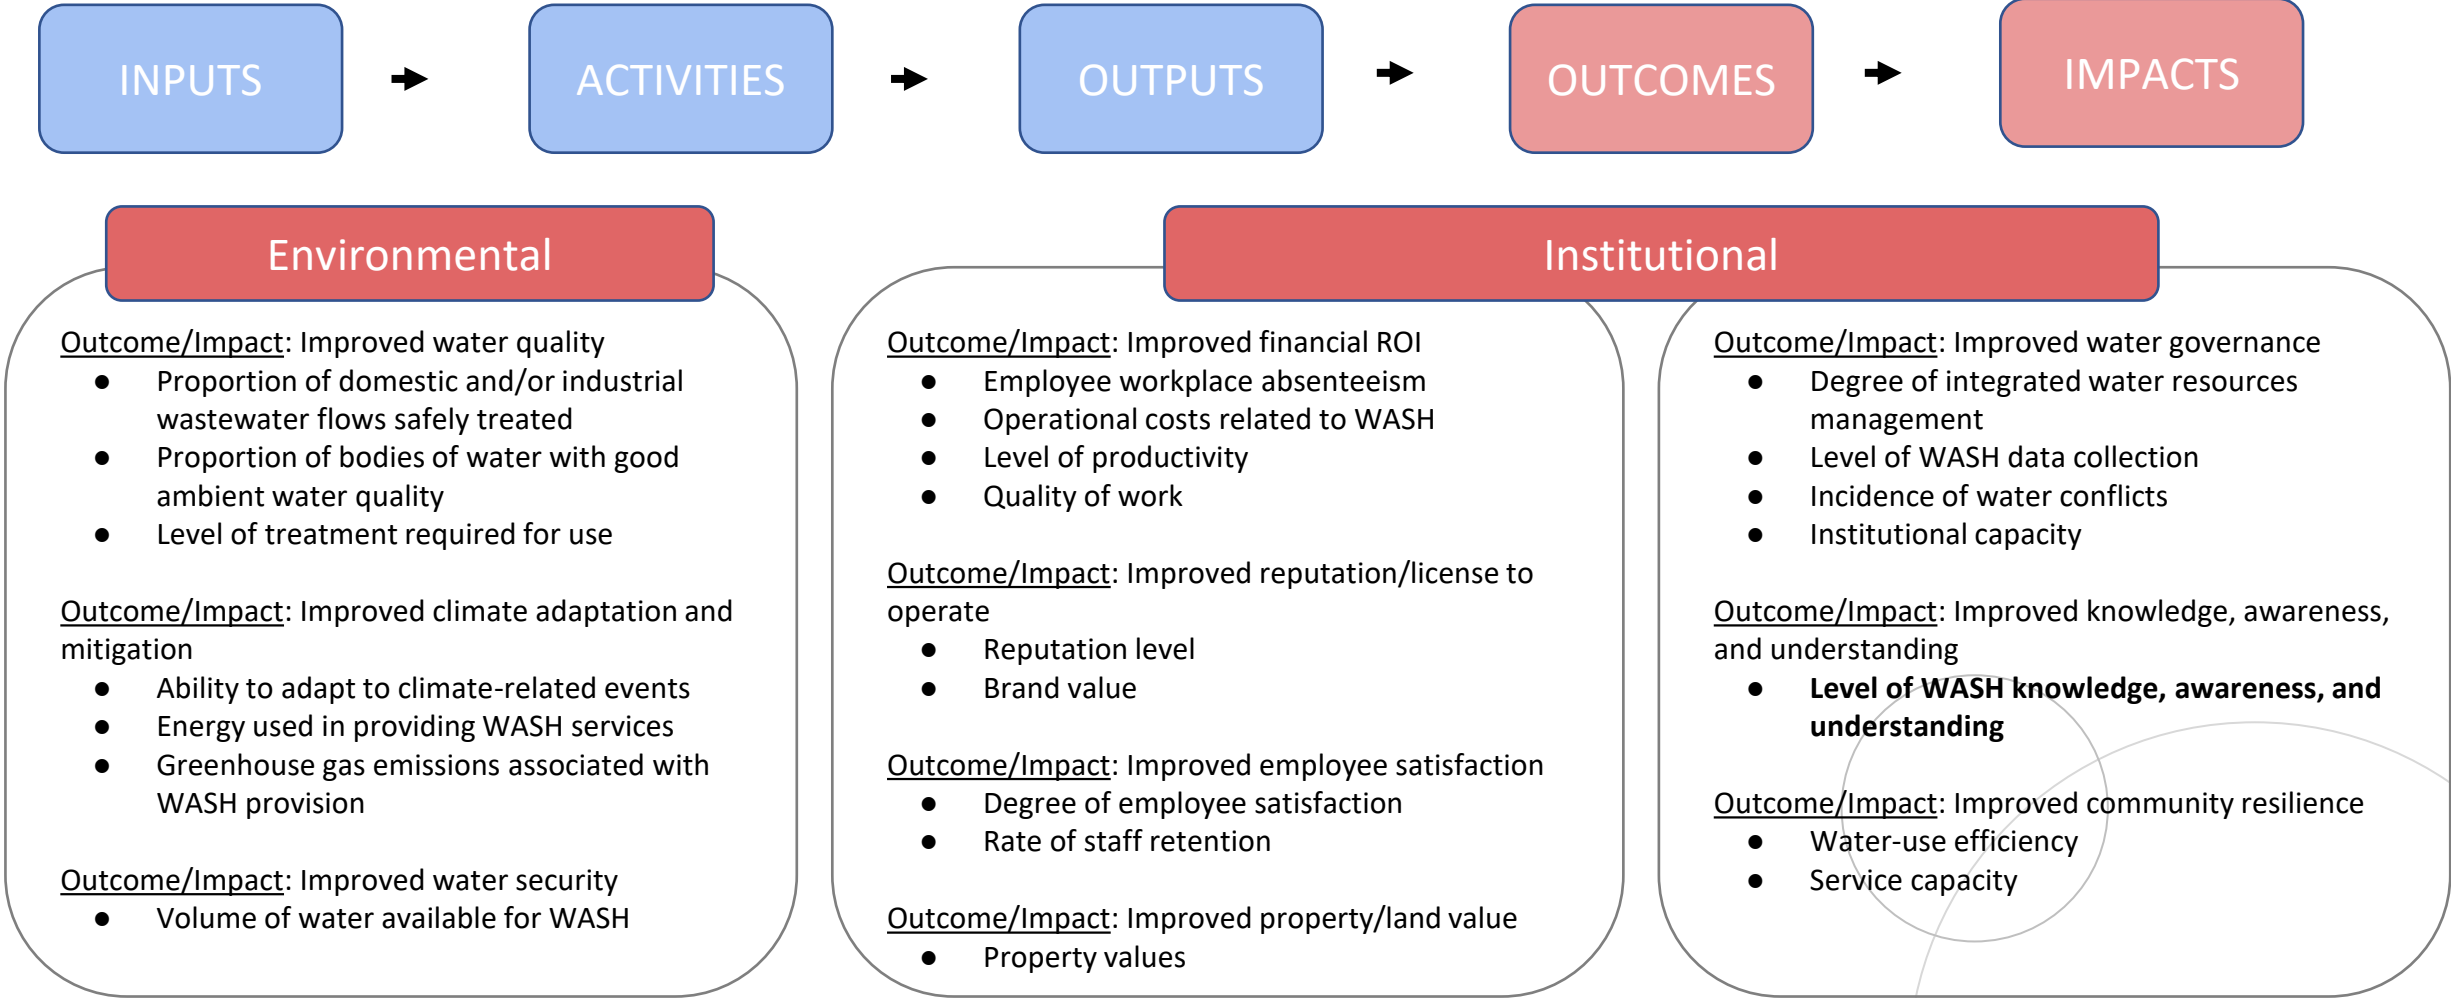 INPUTS
ACTIVITIES
OUTPUTS
OUTCOMES
IMPACTS
Environmental
Outcome/Impact: Improved water quality
● Proportion of domestic and/or industrial
wastewater flows safely treated
● Proportion of bodies of water with good
ambient water quality
● Level of treatment required for use
Outcome/Impact: Improved climate adaptation and
mitigation
● Ability to adapt to climate-related events
● Energy used in providing WASH services
● Greenhouse gas emissions associated with
WASH provision
Outcome/Impact: Improved water security
● Volume of water available for WASH
Institutional
Outcome/Impact: Improved financial ROI
● Employee workplace absenteeism
● Operational costs related to WASH
● Level of productivity
● Quality of work
Outcome/Impact: Improved reputation/license to
operate
● Reputation level
● Brand value
Outcome/Impact: Improved employee satisfaction
● Degree of employee satisfaction
● Rate of staff retention
Outcome/Impact: Improved property/land value
● Property values
Outcome/Impact: Improved water governance
● Degree of integrated water resources
management
● Level of WASH data collection
● Incidence of water conflicts
● Institutional capacity
Outcome/Impact: Improved knowledge, awareness,
and understanding
● Level of WASH knowledge, awareness, and
understanding
Outcome/Impact: Improved community resilience
● Water-use efficiency
● Service capacity